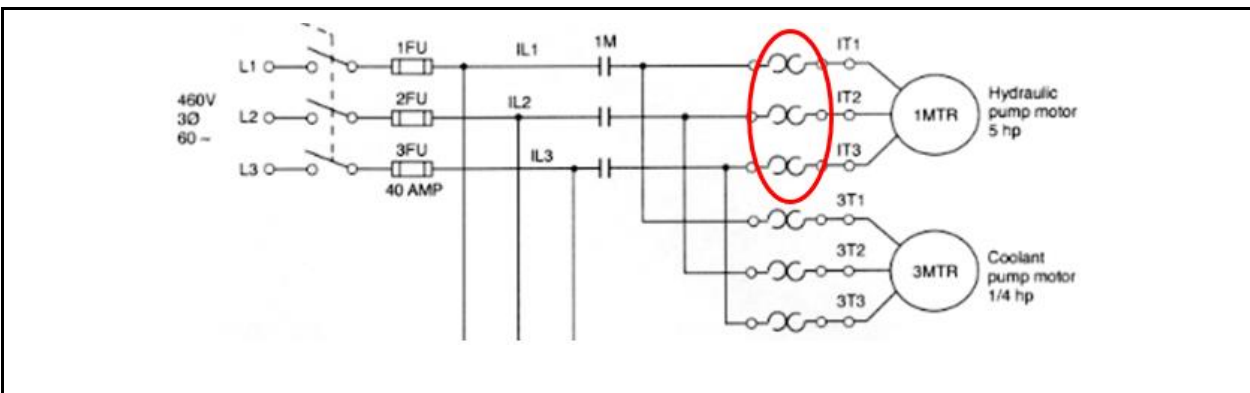 1FU
IL1
1M
IT1
L1
460V
3Ø
60 ~
2FU
IL2
IT2
L2
1MTR
Hydraulic
pump motor
5 hp
3FU
IL3
IT3
L3
40 AMP
3T1
3T2
3MTR
Coolant
pump motor
1/4 hp
3T3